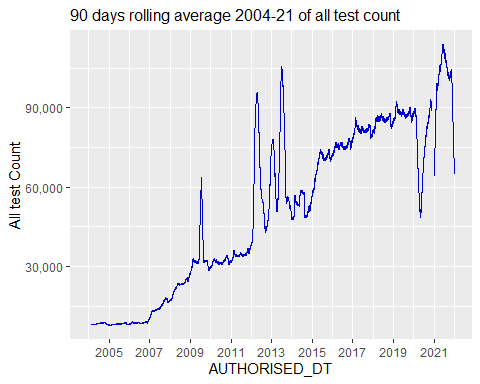 90 days rolling average 2004-21 of all test count
All test Count
90,000
60,000
30,000
2005 2007 2009 2011 2013 2015 2017 2019 2021
AUTHORISED_DT